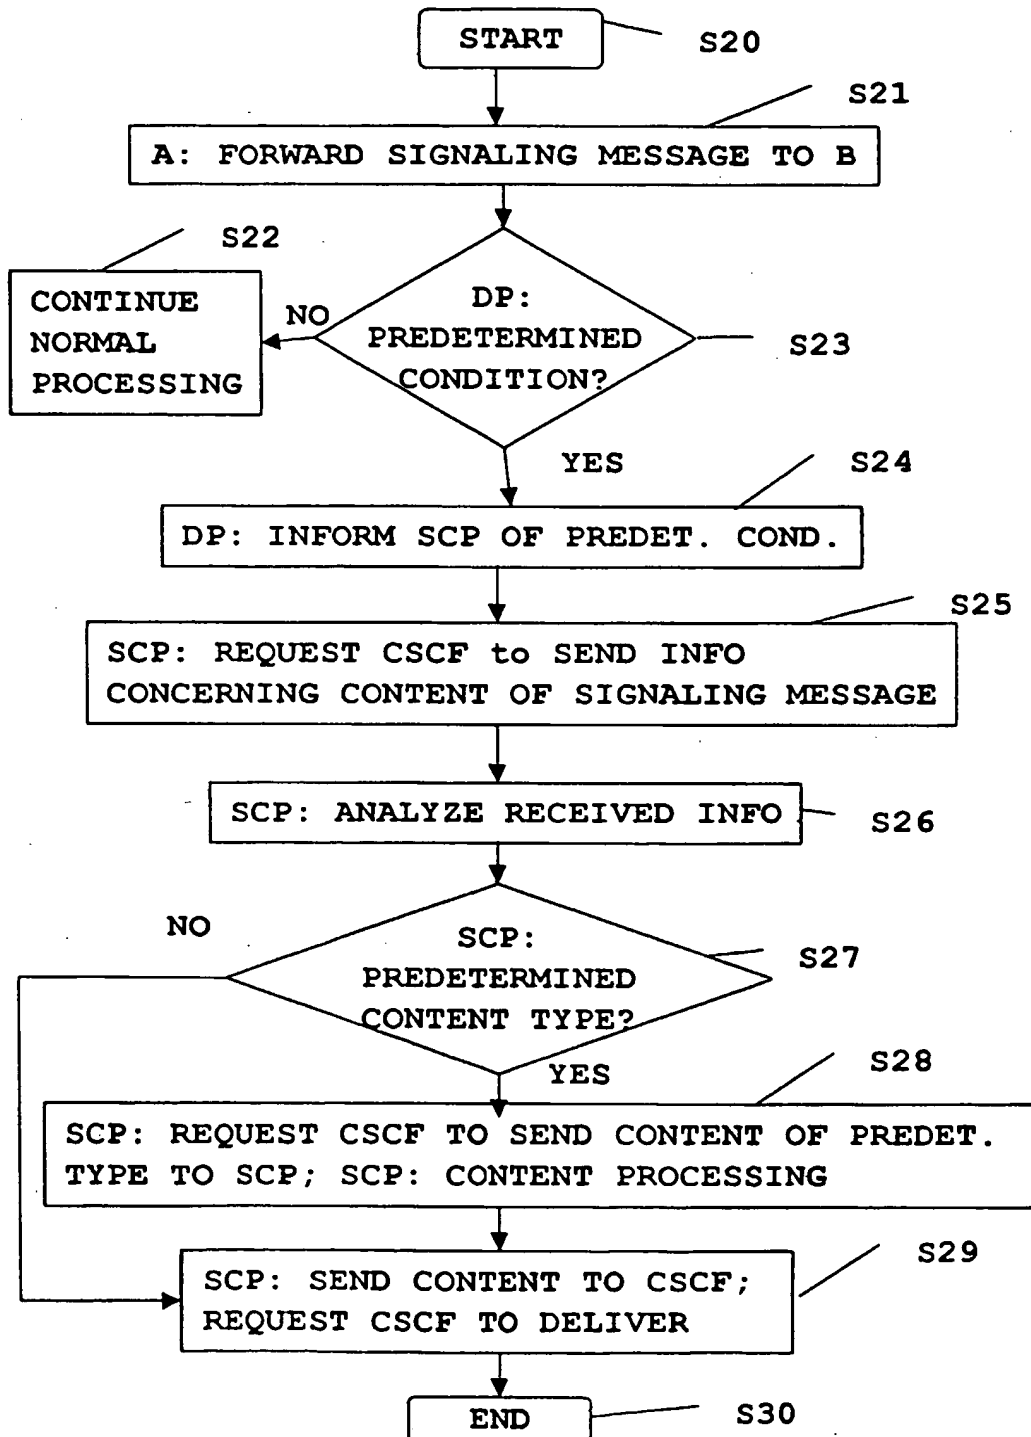 START
S20
S21
A: FORWARD SIGNALING MESSAGE TO B
S22
CONTINUE
NORMAL
PROCESSING
NO
DP:
PREDETERMINED
CONDITION?
S23
YES
S24
DP: INFORM SCP OF PREDET. COND.
S25
SCP: REQUEST CSCF to SEND INFO
CONCERNING CONTENT OF SIGNALING MESSAGE
SCP: ANALYZE RECEIVED INFO
S26
NO
SCP:
PREDETERMINED
CONTENT TYPE?
S27
YES
S28
SCP: REQUEST CSCF TO SEND CONTENT OF PREDET.
TYPE TO SCP; SCP: CONTENT PROCESSING
S29
SCP: SEND CONTENT TO CSCF;
REQUEST CSCF TO DELIVER
END
S30